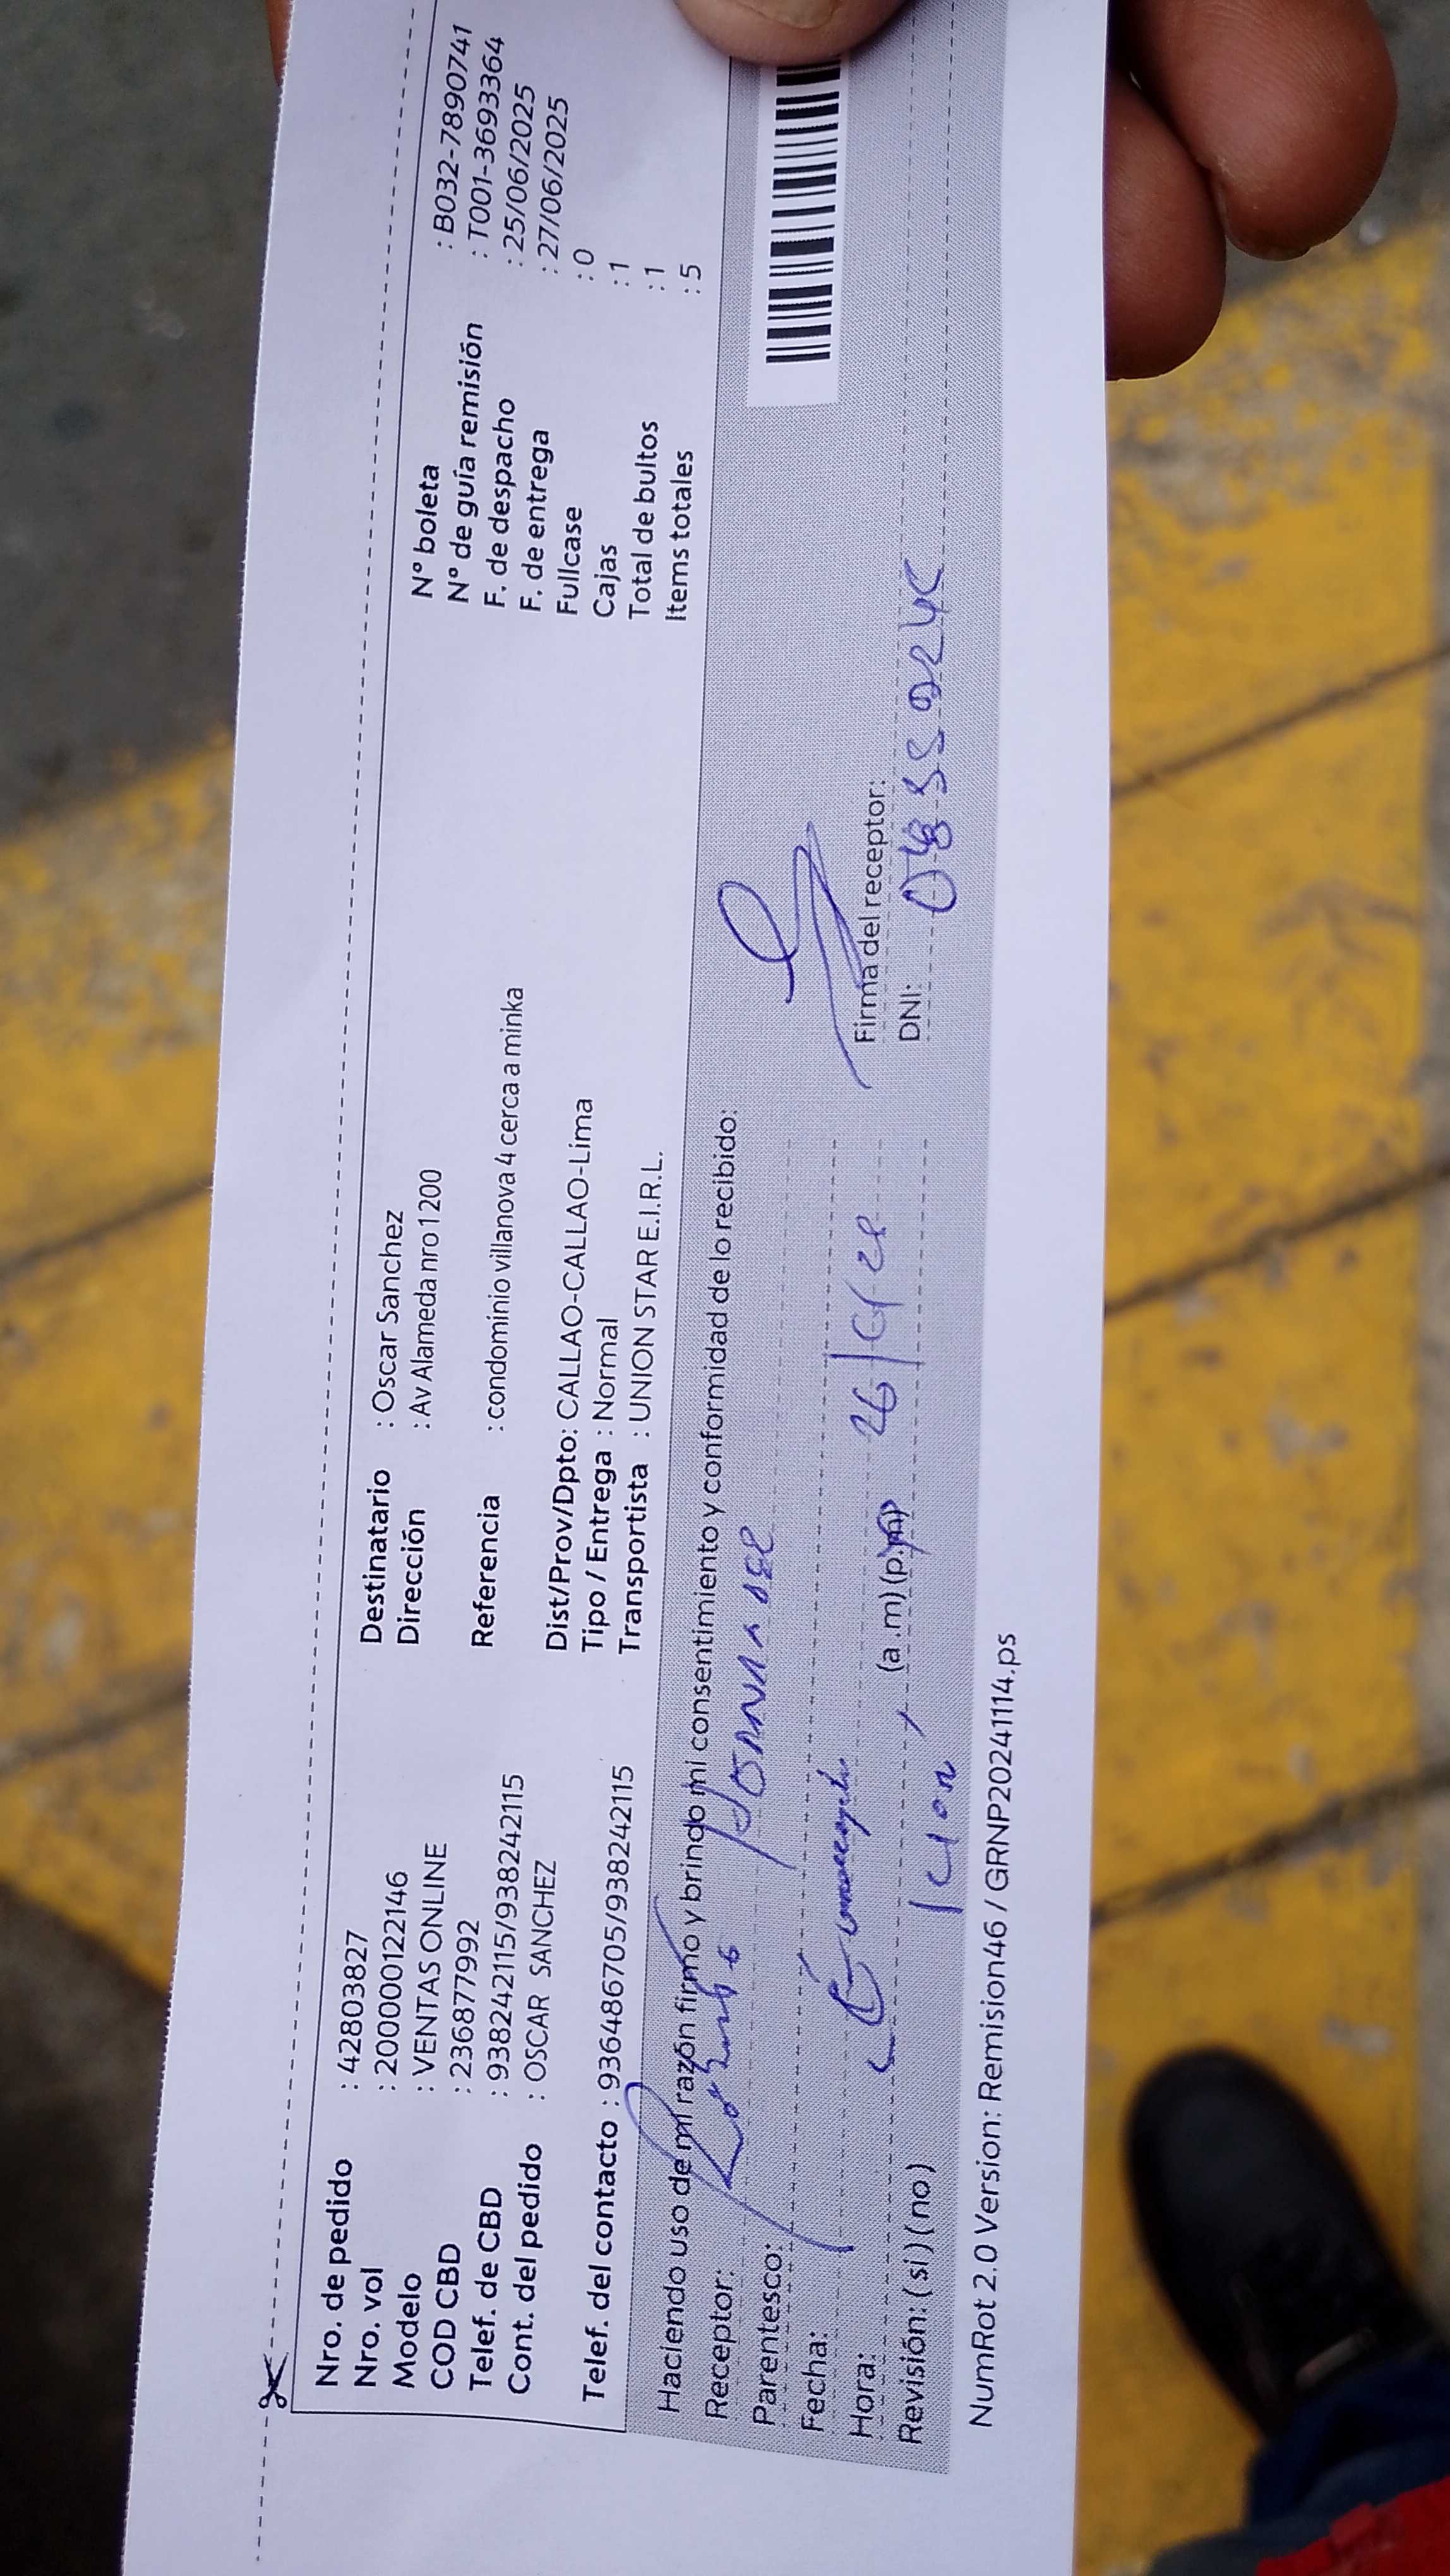 Nro. de pedido : 42803827
Nro. vol : 2000001222146
Modelo : VENTAS ONLINE
COD CBD : 236877992
Telef. de CBD : 938242115/938242115
Cont. del pedido : OSCAR SANCHEZ
Telef. del contacto : 936486705/938242115
Destinatario : Oscar Sanchez
Dirección : Av Alameda nro 1200
Referencia : condominio villanova 4 cerca a minka
Dist/Prov/Dpto: CALLAO-CALLAO-Lima
Tipo / Entrega : Normal
Transportista : UNION STAR E.I.R.L.
N° boleta : B032-7890741
N° de guía remisión : T001-3693364
F. de despacho : 25/06/2025
F. de entrega : 27/06/2025
Fullcase : 0
Cajas : 1
Total de bultos : 1
Items totales : 5
Haciendo uso de mi razón firmo y brindo mi consentimiento y conformidad de lo recibido:
Receptor:
Parentesco:
Fecha:
Hora: (a .m) (p.m)
Revisión: ( si ) ( no )
Firma del receptor:
DNI:
NumRot 2.0 Version: Remision46 / GRNP20241114.ps